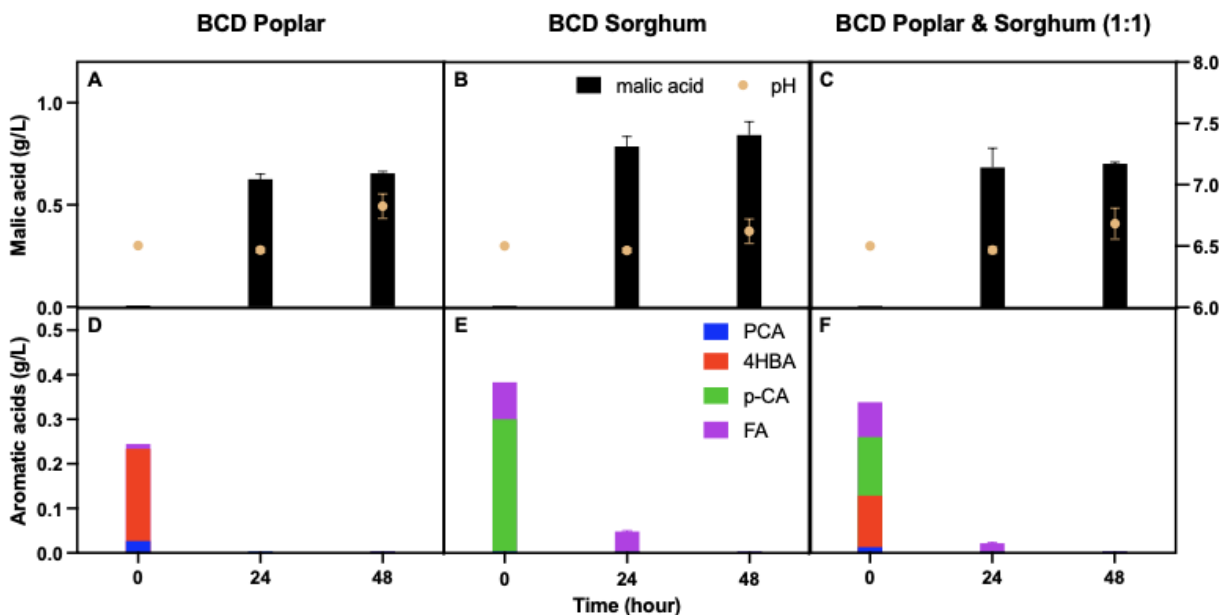 BCD Poplar BCD Sorghum BCD Poplar & Sorghum (1:1)
A B C
malic acid pH
Malic acid (g/L)
1.0
0.5
0.0
8.0
7.5
7.0
6.5
6.0
D E F
PCA
4HBA
p-CA
FA
Aromatic acids (g/L)
0.5
0.4
0.3
0.2
0.1
0.0
0 24 48 0 24 48 0 24 48
Time (hour)